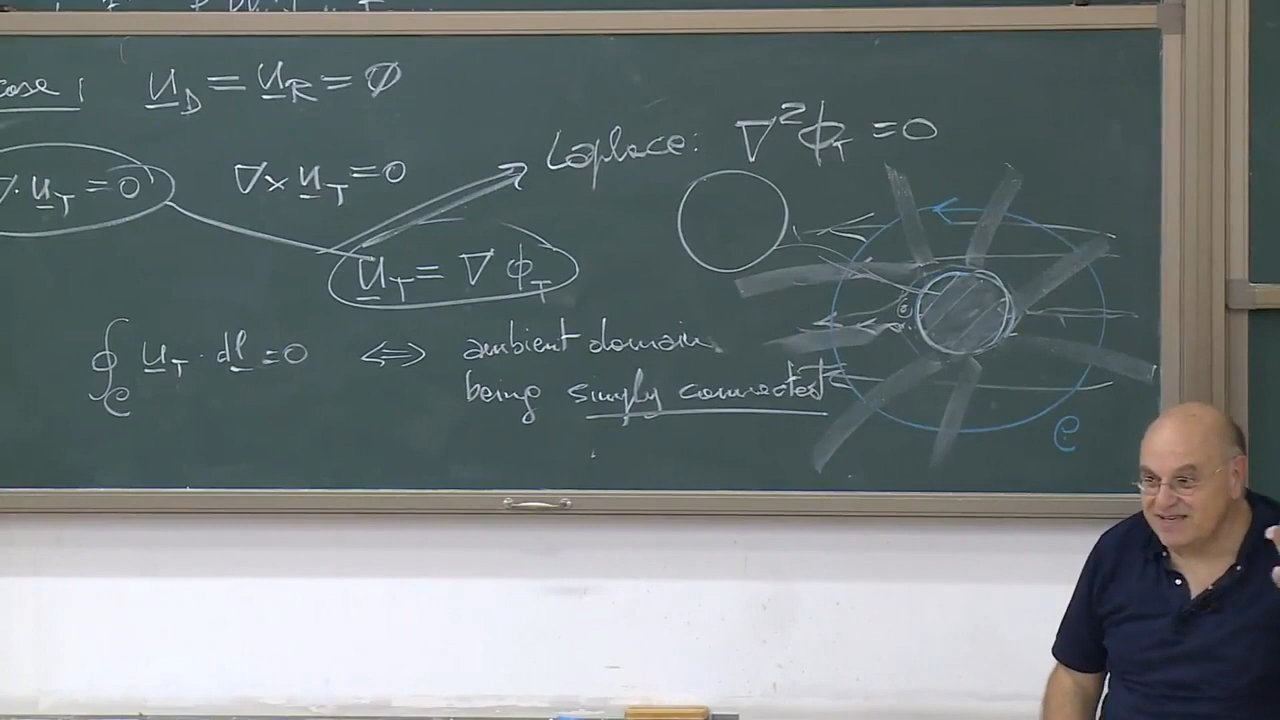 case : u_D = u_R = 0
∇· u_T = 0 ∇× u_T = 0
Laplace: ∇²ϕ_T = 0
u_T = ∇ϕ_T
∮_C u_T · dl = 0 ⟺ ambient domain
being simply connected
C